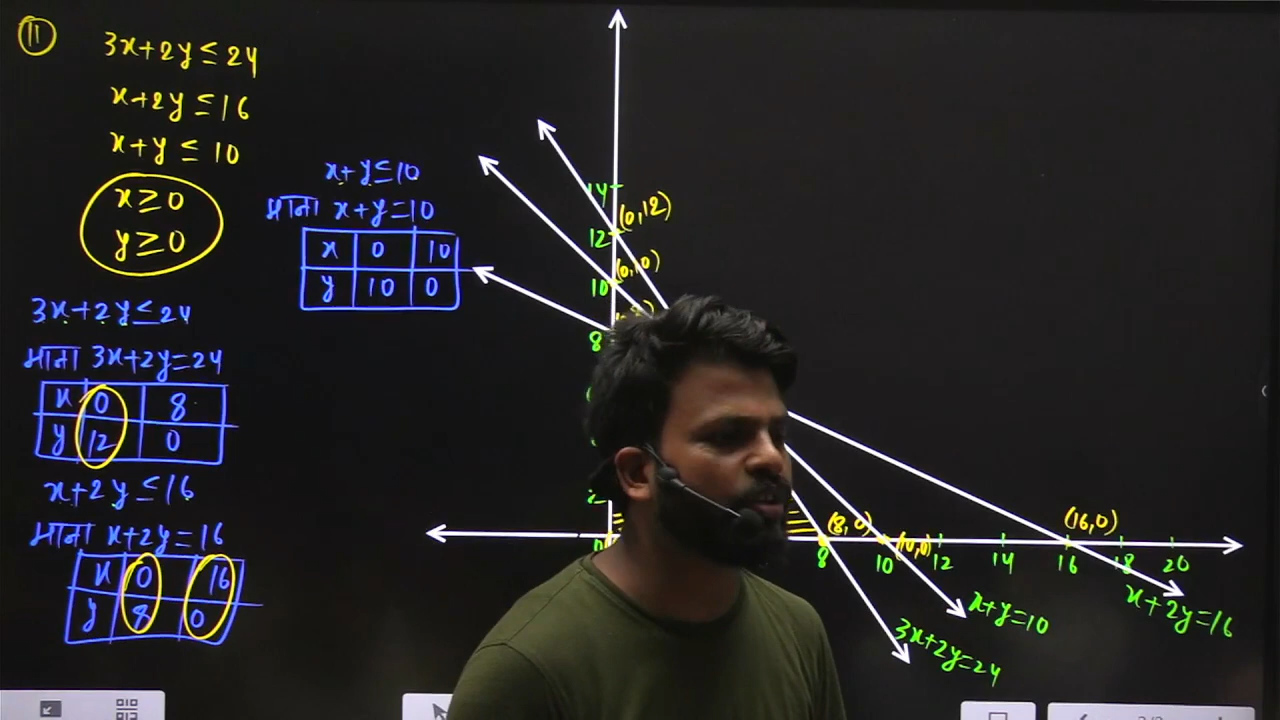 11
3x+2y≤24
x+2y≤16
x+y≤10
x≥0
y≥0
3x+2y≤24
माना 3x+2y=24
x 0 8
y 12 0
x+2y≤16
माना x+2y=16
x 0 16
y 8 0
x+y≤10
माना x+y=10
x 0 10
y 10 0
14
(0,12)
12
(0,10)
10
8
2
(8,0)
(10,0)
(16,0)
8 10 12 14 16 18 20
x+2y=16
x+y=10
3x+2y=24